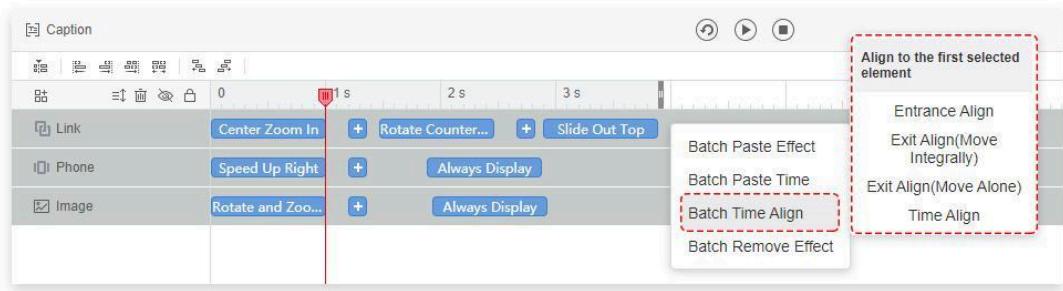 Caption
0
1 s
2 s
3 s
Link
Center Zoom In
+
Rotate Counter...
+
Slide Out Top
Phone
Speed Up Right
+
Always Display
Image
Rotate and Zoo...
+
Always Display
Batch Paste Effect
Batch Paste Time
Batch Time Align
Batch Remove Effect
Align to the first selected
element
Entrance Align
Exit Align(Move
Integrally)
Exit Align(Move Alone)
Time Align